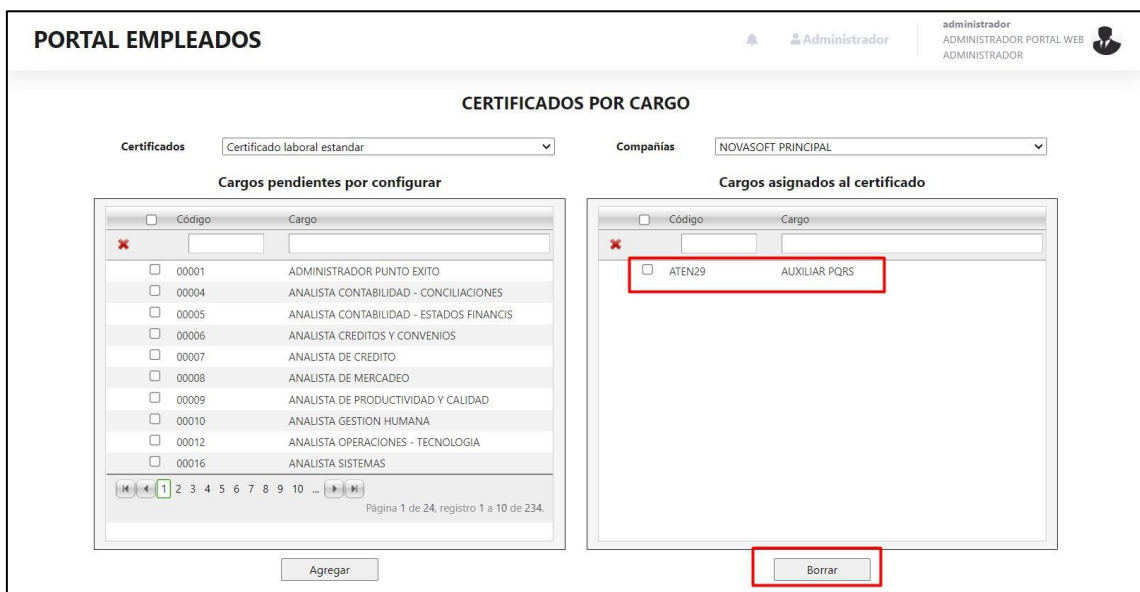 PORTAL EMPLEADOS
Administrador
administrador
ADMINISTRADOR PORTAL WEB
ADMINISTRADOR
CERTIFICADOS POR CARGO
Certificados Certificado laboral estandar
Compañías NOVASOFT PRINCIPAL
Cargos pendientes por configurar
Código Cargo
00001 ADMINISTRADOR PUNTO EXITO
00004 ANALISTA CONTABILIDAD - CONCILIACIONES
00005 ANALISTA CONTABILIDAD - ESTADOS FINANCIS
00006 ANALISTA CREDITOS Y CONVENIOS
00007 ANALISTA DE CREDITO
00008 ANALISTA DE MERCADEO
00009 ANALISTA DE PRODUCTIVIDAD Y CALIDAD
00010 ANALISTA GESTION HUMANA
00012 ANALISTA OPERACIONES - TECNOLOGIA
00016 ANALISTA SISTEMAS
1 2 3 4 5 6 7 8 9 10 ...
Página 1 de 24, registro 1 a 10 de 234.
Agregar
Cargos asignados al certificado
Código Cargo
ATEN29 AUXILIAR PQRS
Borrar